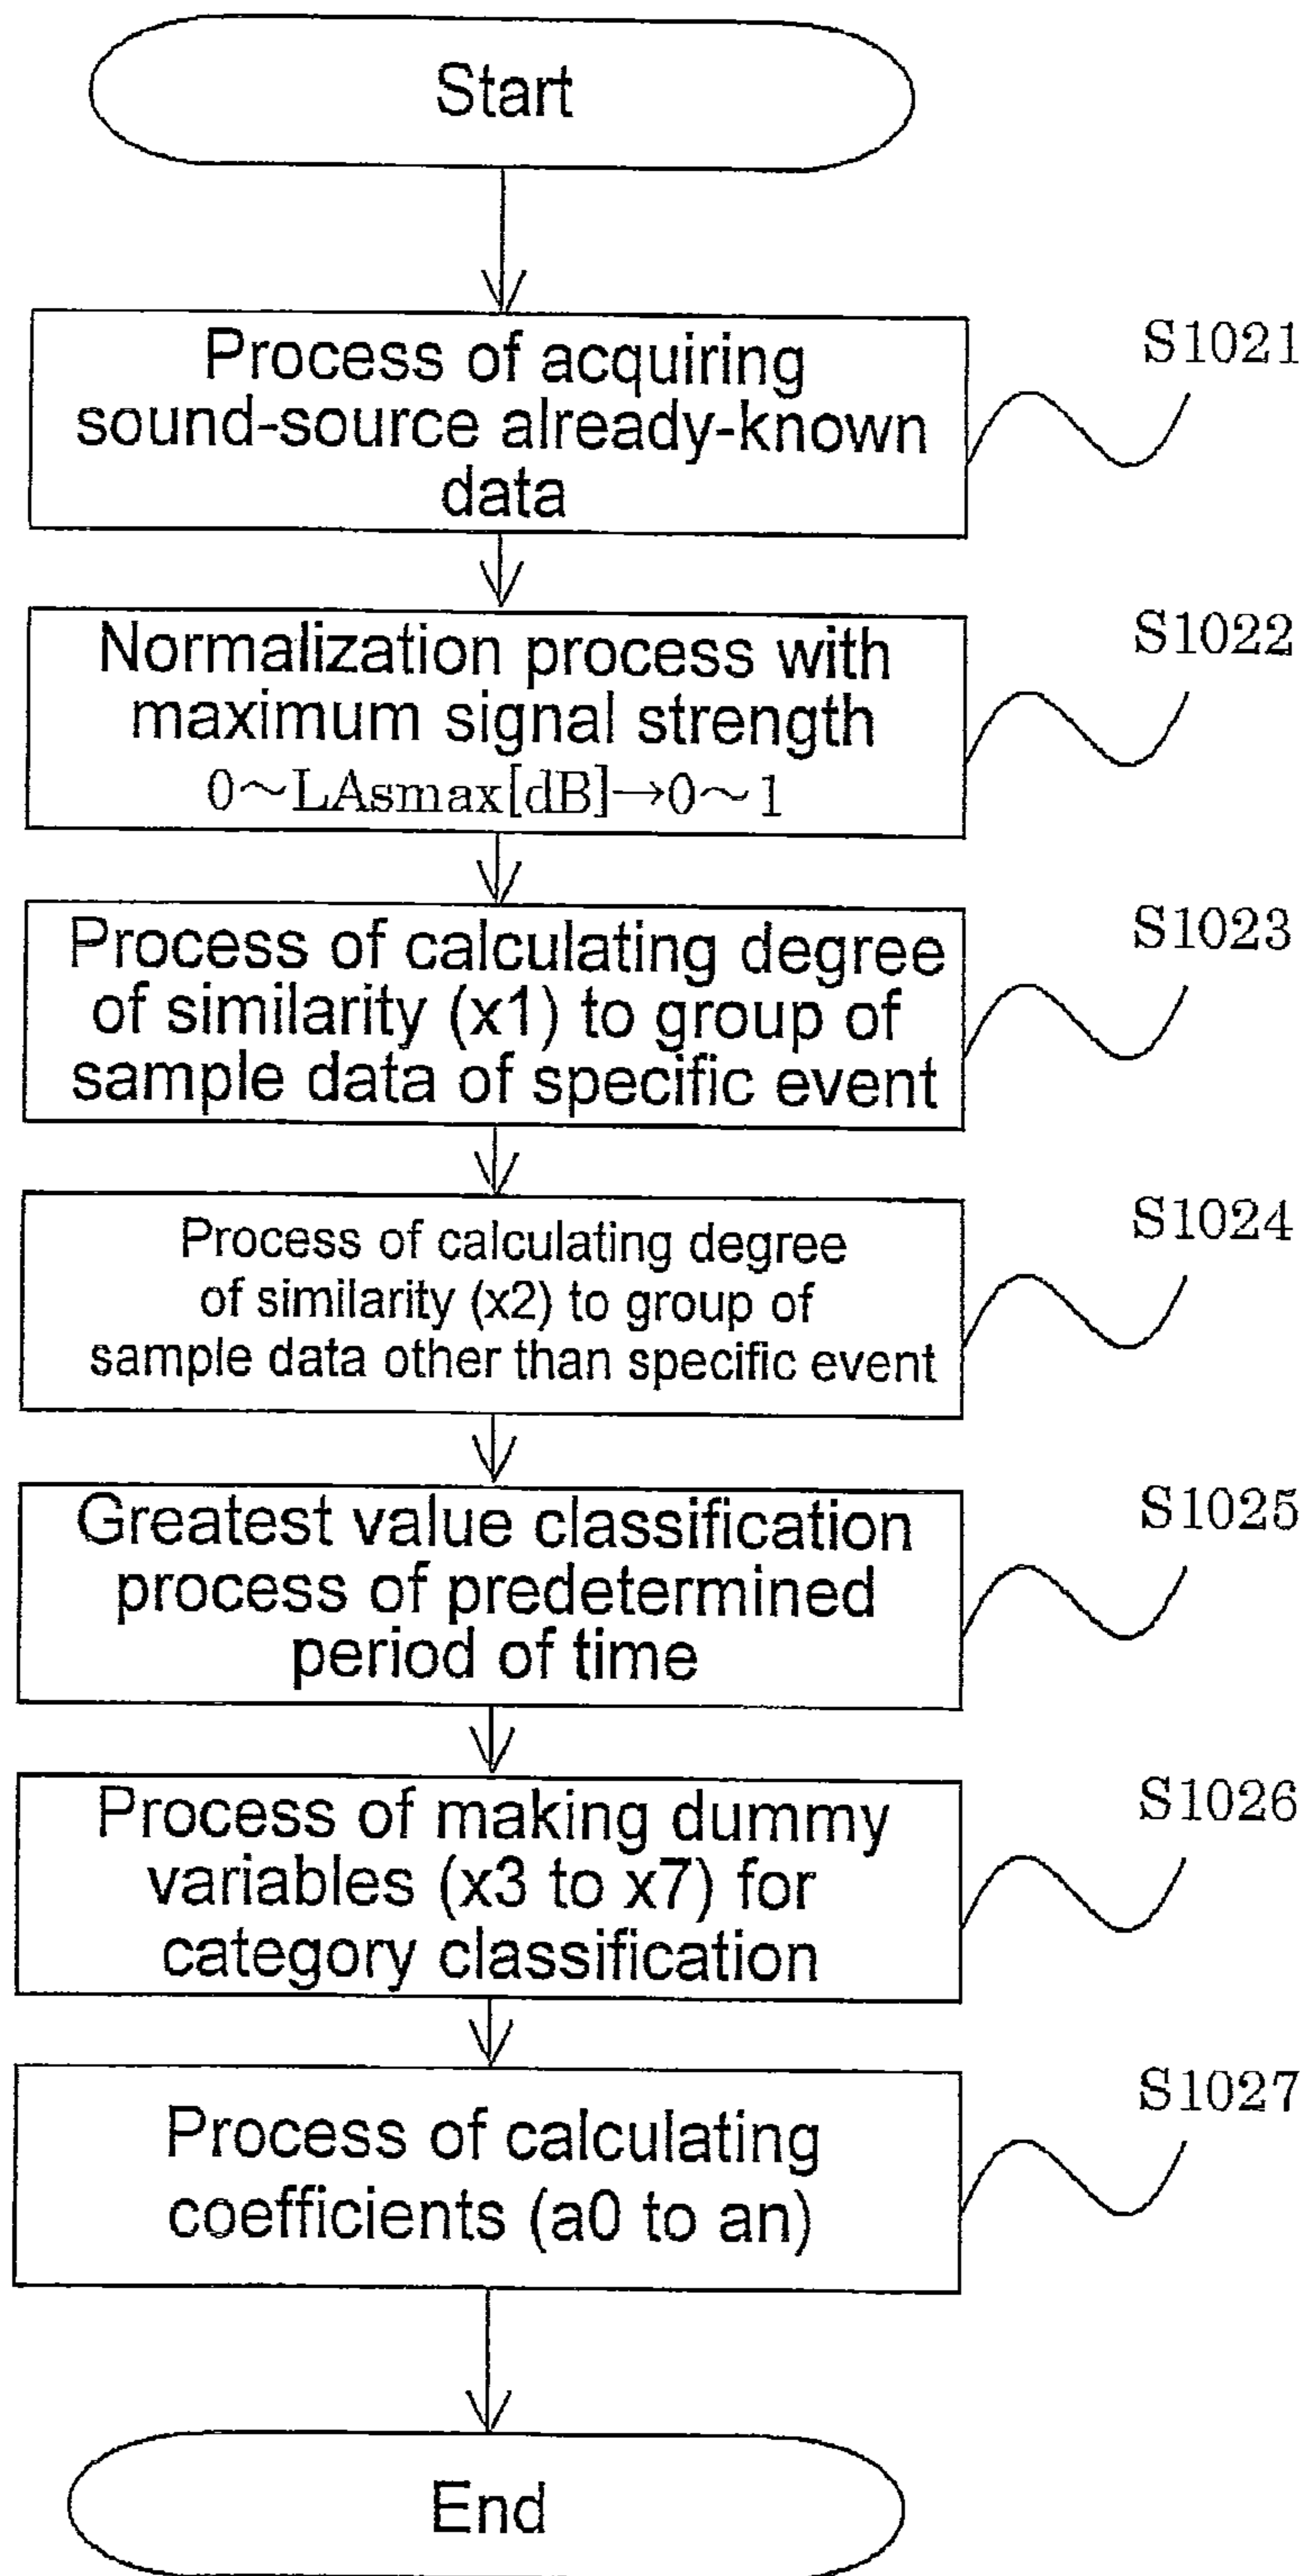 Start
Process of acquiring
sound-source already-known
data
S1021
Normalization process with
maximum signal strength
0～LAsmax[dB]→0～1
S1022
Process of calculating degree
of similarity (x1) to group of
sample data of specific event
S1023
Process of calculating degree
of similarity (x2) to group of
sample data other than specific event
S1024
Greatest value classification
process of predetermined
period of time
S1025
Process of making dummy
variables (x3 to x7) for
category classification
S1026
Process of calculating
coefficients (a0 to an)
S1027
End